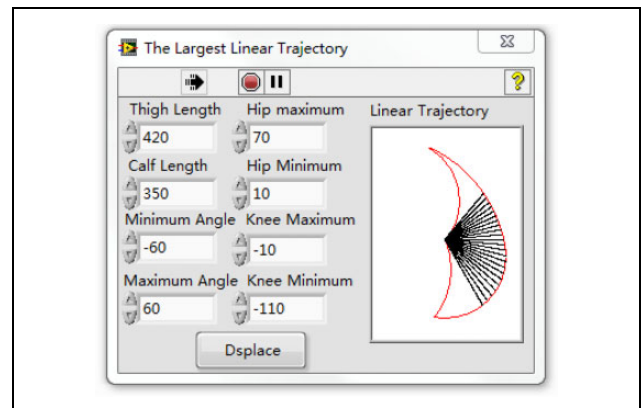 The Largest Linear Trajectory
Thigh Length Hip maximum Linear Trajectory
420 70
Calf Length Hip Minimum
350 10
Minimum Angle Knee Maximum
-60 -10
Maximum Angle Knee Minimum
60 -110
Dsplace